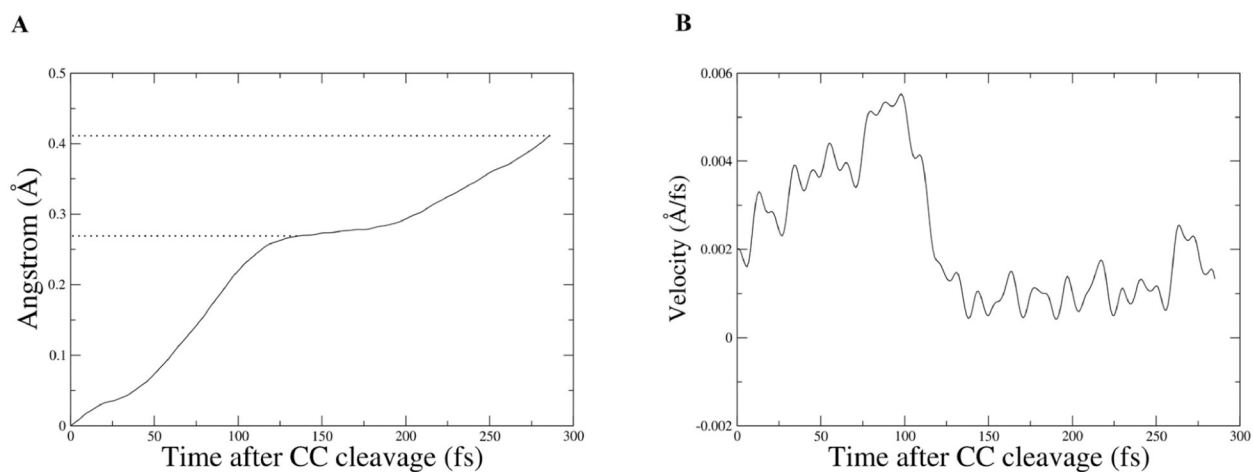 A
B
0.5
0.4
0.3
0.2
0.1
0
Angstrom (Å)
0 50 100 150 200 250 300
Time after CC cleavage (fs)
0.006
0.004
0.002
0
-0.002
Velocity (Å/fs)
0 50 100 150 200 250 300
Time after CC cleavage (fs)